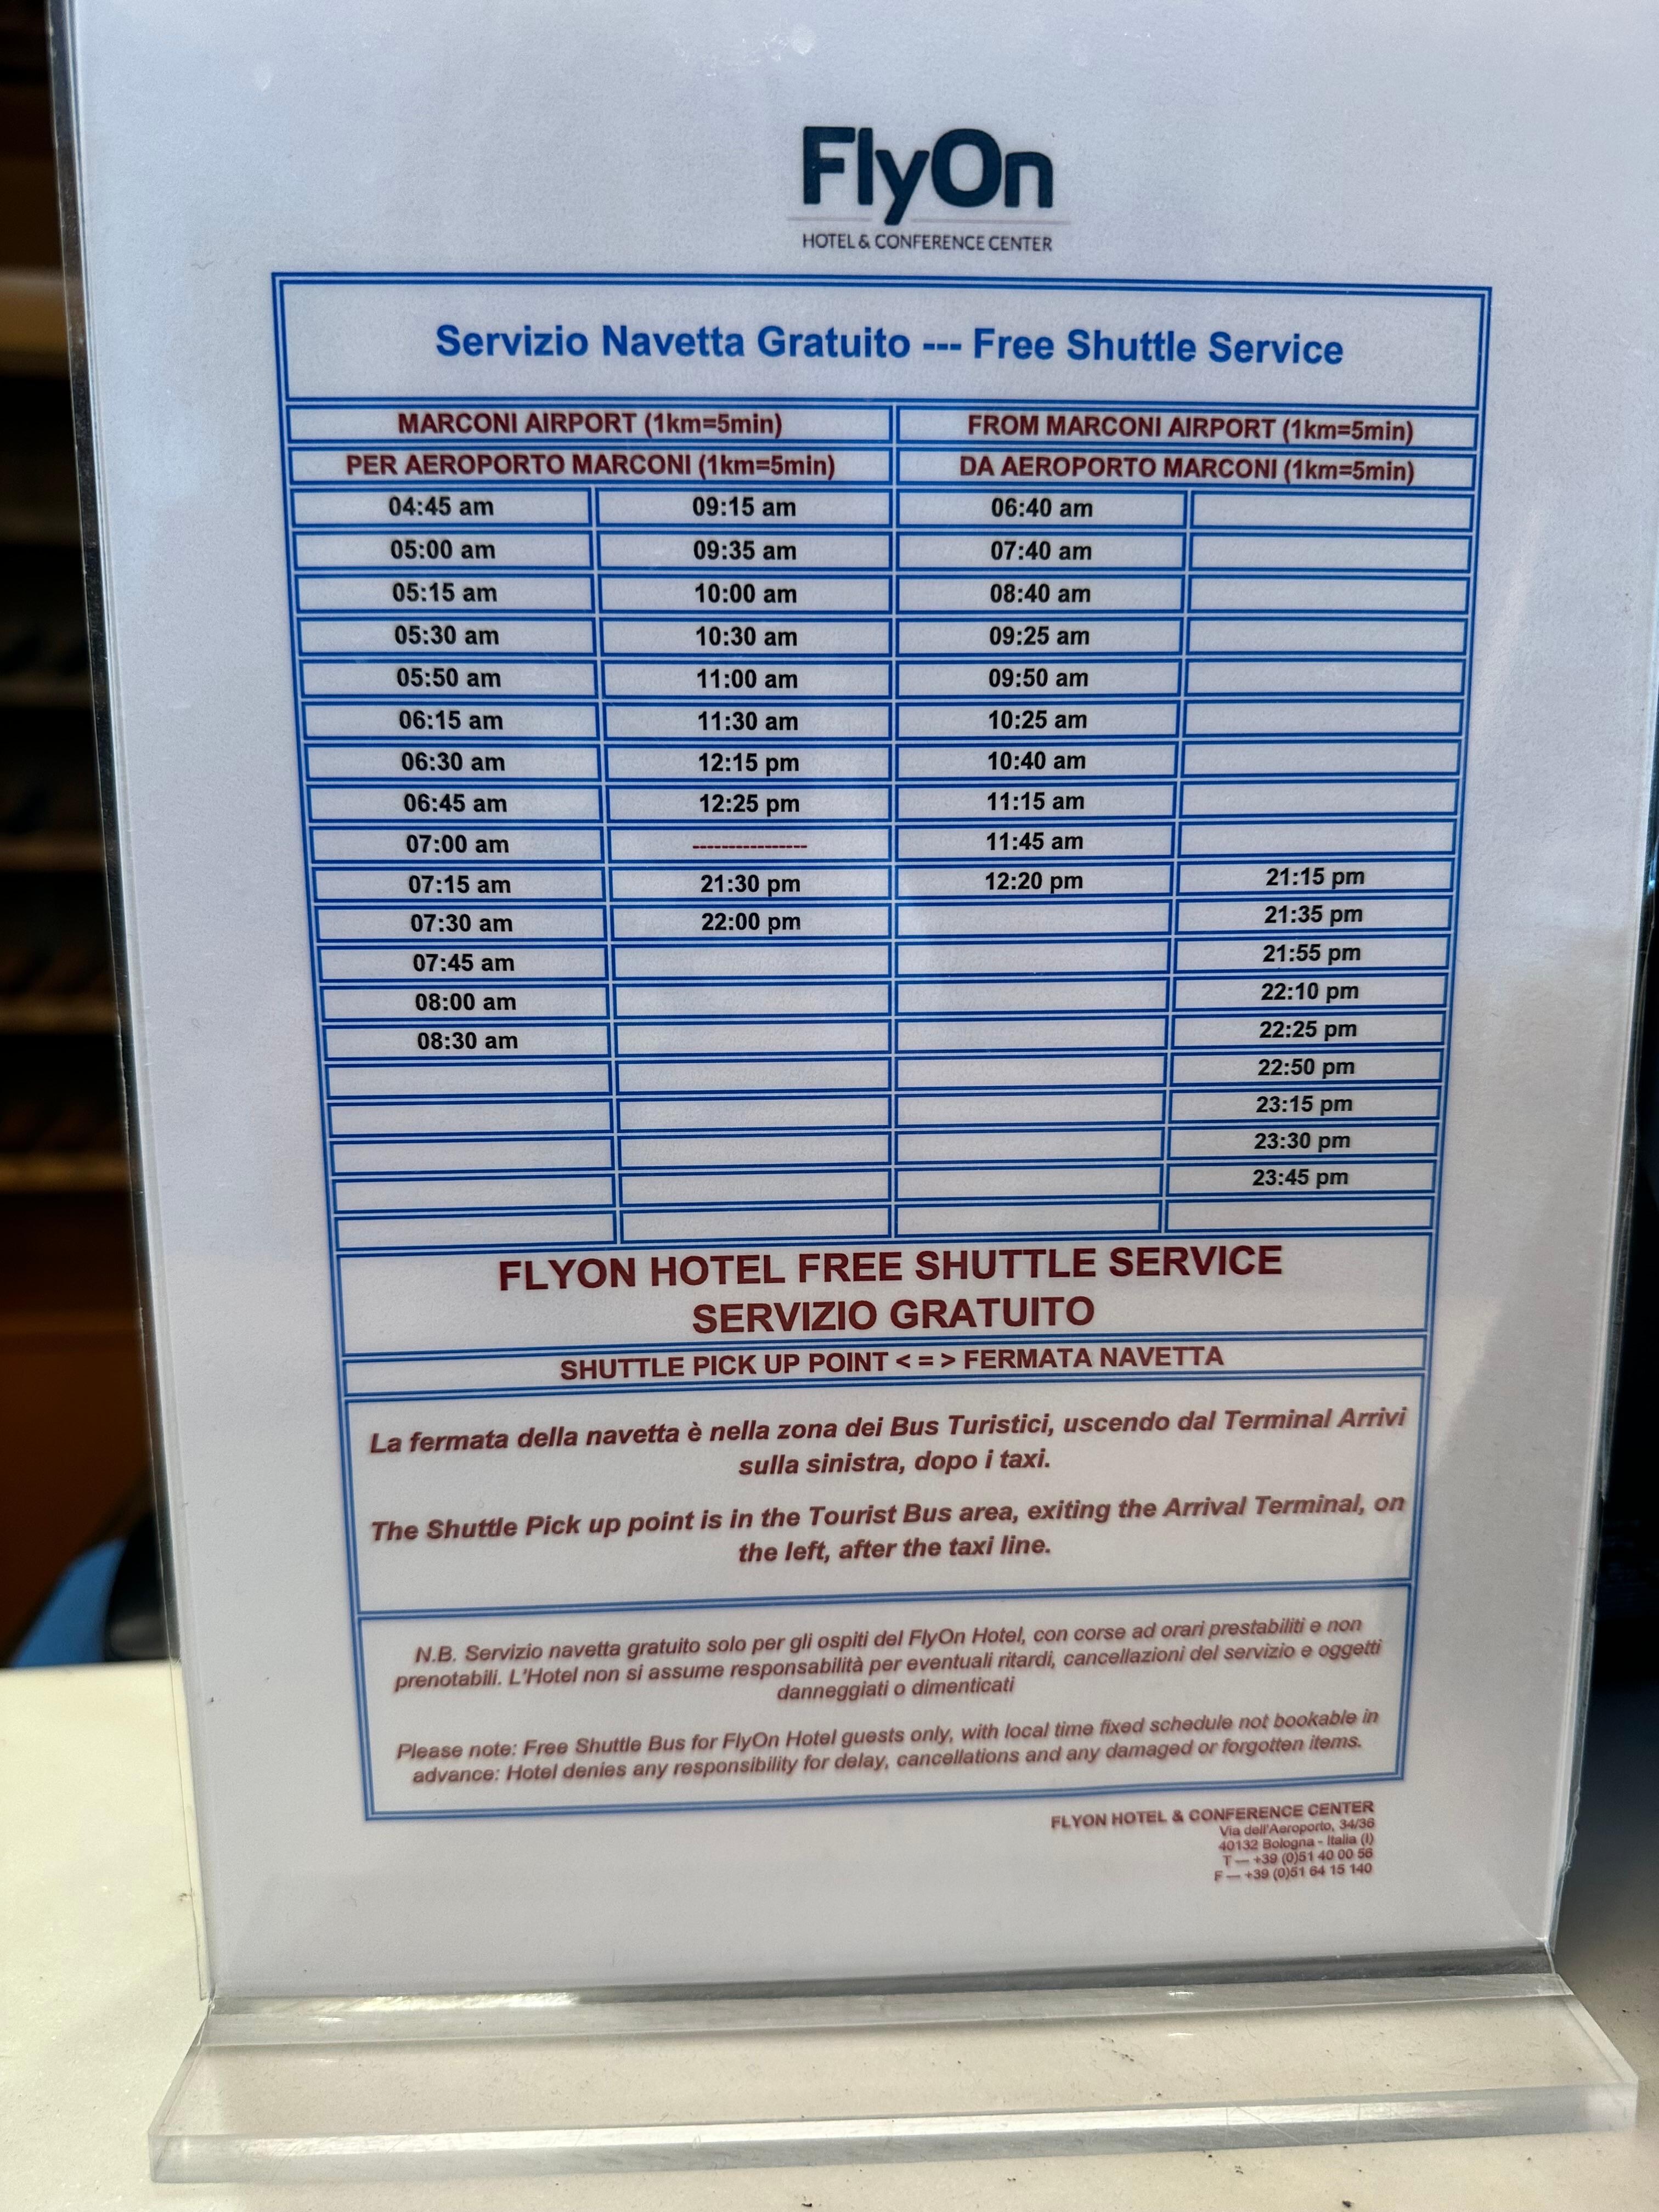 FlyOn
HOTEL & CONFERENCE CENTER
Servizio Navetta Gratuito --- Free Shuttle Service
MARCONI AIRPORT (1km=5min) FROM MARCONI AIRPORT (1km=5min)
PER AEROPORTO MARCONI (1km=5min) DA AEROPORTO MARCONI (1km=5min)
04:45 am 09:15 am 06:40 am
05:00 am 09:35 am 07:40 am
05:15 am 10:00 am 08:40 am
05:30 am 10:30 am 09:25 am
05:50 am 11:00 am 09:50 am
06:15 am 11:30 am 10:25 am
06:30 am 12:15 pm 10:40 am
06:45 am 12:25 pm 11:15 am
07:00 am ---------------- 11:45 am
07:15 am 21:30 pm 12:20 pm 21:15 pm
07:30 am 22:00 pm 21:35 pm
07:45 am 21:55 pm
08:00 am 22:10 pm
08:30 am 22:25 pm
22:50 pm
23:15 pm
23:30 pm
23:45 pm
FLYON HOTEL FREE SHUTTLE SERVICE
SERVIZIO GRATUITO
SHUTTLE PICK UP POINT < = > FERMATA NAVETTA
La fermata della navetta è nella zona dei Bus Turistici, uscendo dal Terminal Arrivi
sulla sinistra, dopo i taxi.
The Shuttle Pick up point is in the Tourist Bus area, exiting the Arrival Terminal, on
the left, after the taxi line.
N.B. Servizio navetta gratuito solo per gli ospiti del FlyOn Hotel, con corse ad orari prestabiliti e non
prenotabili. L'Hotel non si assume responsabilità per eventuali ritardi, cancellazioni del servizio e oggetti
danneggiati o dimenticati
Please note: Free Shuttle Bus for FlyOn Hotel guests only, with local time fixed schedule not bookable in
advance: Hotel denies any responsibility for delay, cancellations and any damaged or forgotten items.
FLYON HOTEL & CONFERENCE CENTER
Via dell'Aeroporto, 34/36
40132 Bologna - Italia (I)
T — +39 (0)51 40 00 56
F — +39 (0)51 64 15 140